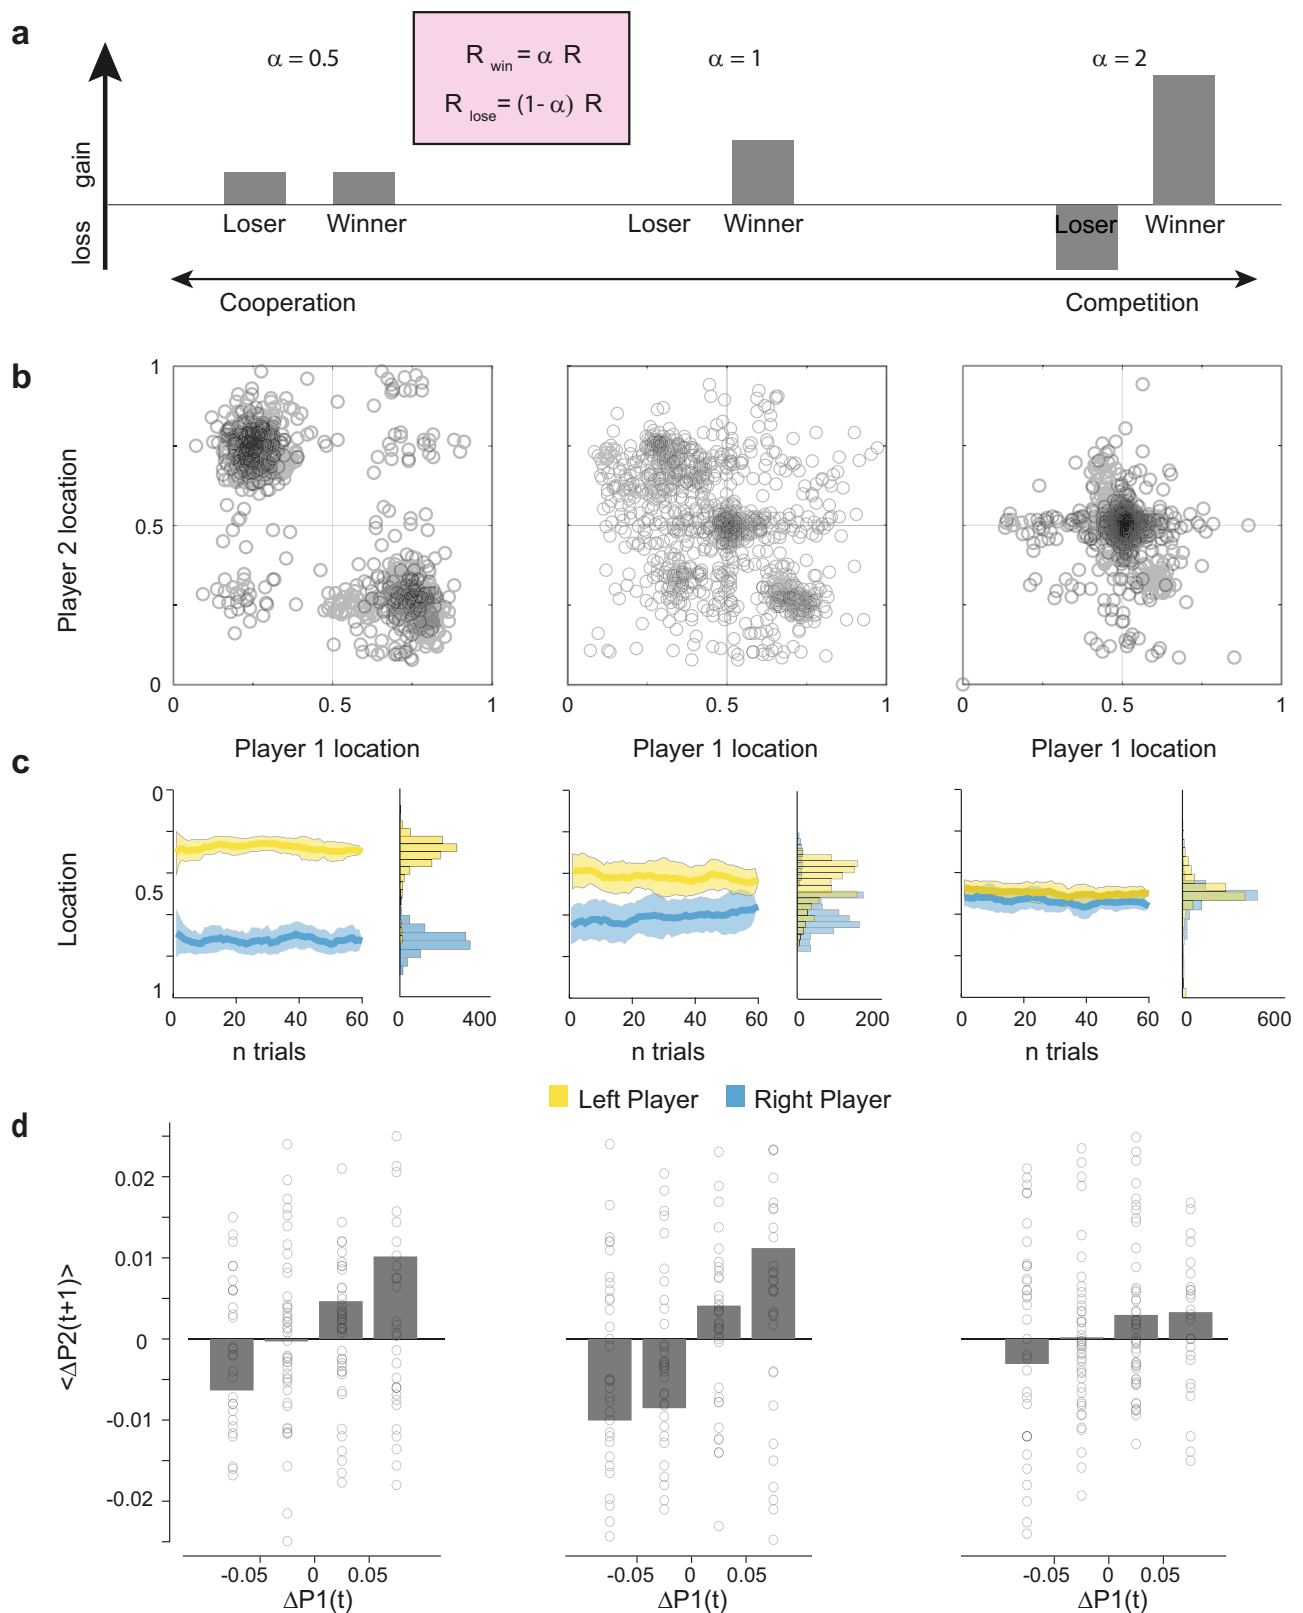 a
α = 0.5
R win = α R
R lose = (1- α) R
α = 1
α = 2
gain
loss
Loser
Winner
Loser
Winner
Loser
Winner
Cooperation
Competition
b
Player 2 location
1
0.5
0
0
0.5
1
0
0.5
1
0
0.5
1
Player 1 location
Player 1 location
Player 1 location
c
Location
0
0.5
1
0
20
40
60
0
400
0
20
40
60
0
200
0
20
40
60
0
600
n trials
n trials
n trials
Left Player
Right Player
d
<ΔP2(t+1)>
0.02
0.01
0
-0.01
-0.02
-0.05
0
0.05
-0.05
0
0.05
-0.05
0
0.05
ΔP1(t)
ΔP1(t)
ΔP1(t)